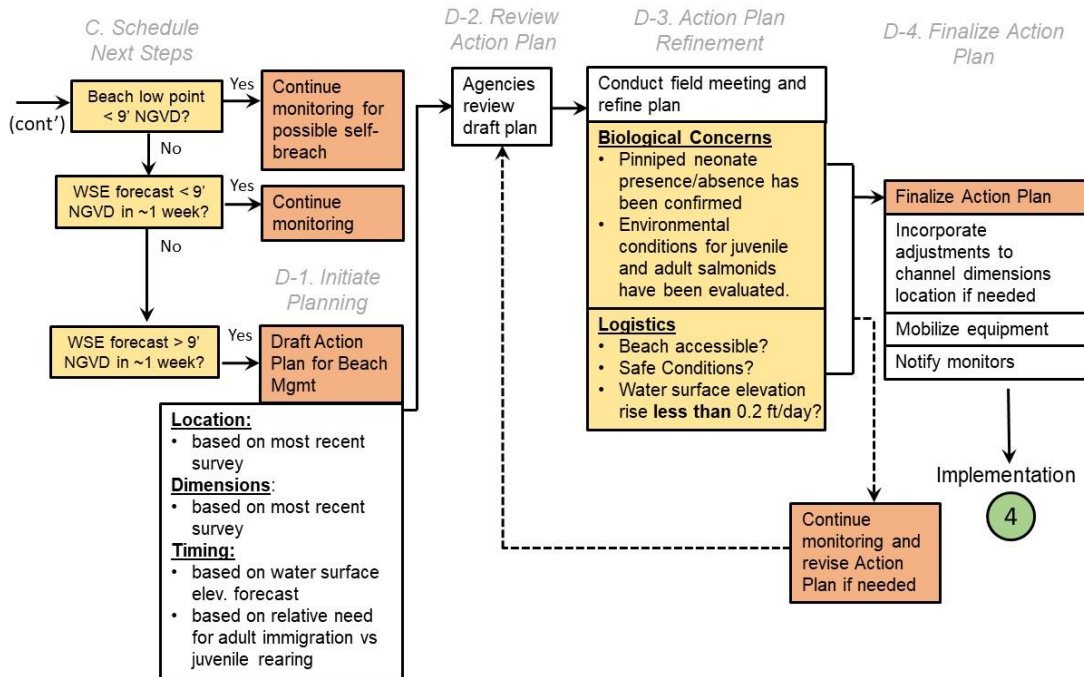 C. Schedule
Next Steps
(cont')
Beach low point
< 9' NGVD?
Yes
Continue
monitoring for
possible self-
breach
No
WSE forecast < 9'
NGVD in ~1 week?
Yes
Continue
monitoring
No
WSE forecast > 9'
NGVD in ~1 week?
Yes
D-1. Initiate
Planning
Draft Action
Plan for Beach
Mgmt
Location:
• based on most recent
survey
Dimensions:
• based on most recent
survey
Timing:
• based on water surface
elev. forecast
• based on relative need
for adult immigration vs
juvenile rearing
D-2. Review
Action Plan
Agencies
review
draft plan
D-3. Action Plan
Refinement
Conduct field meeting and
refine plan
Biological Concerns
• Pinniped neonate
presence/absence has
been confirmed
• Environmental
conditions for juvenile
and adult salmonids
have been evaluated.
Logistics
• Beach accessible?
• Safe Conditions?
• Water surface elevation
rise less than 0.2 ft/day?
Continue
monitoring and
revise Action
Plan if needed
D-4. Finalize Action
Plan
Finalize Action Plan
Incorporate
adjustments to
channel dimensions
location if needed
Mobilize equipment
Notify monitors
Implementation
4